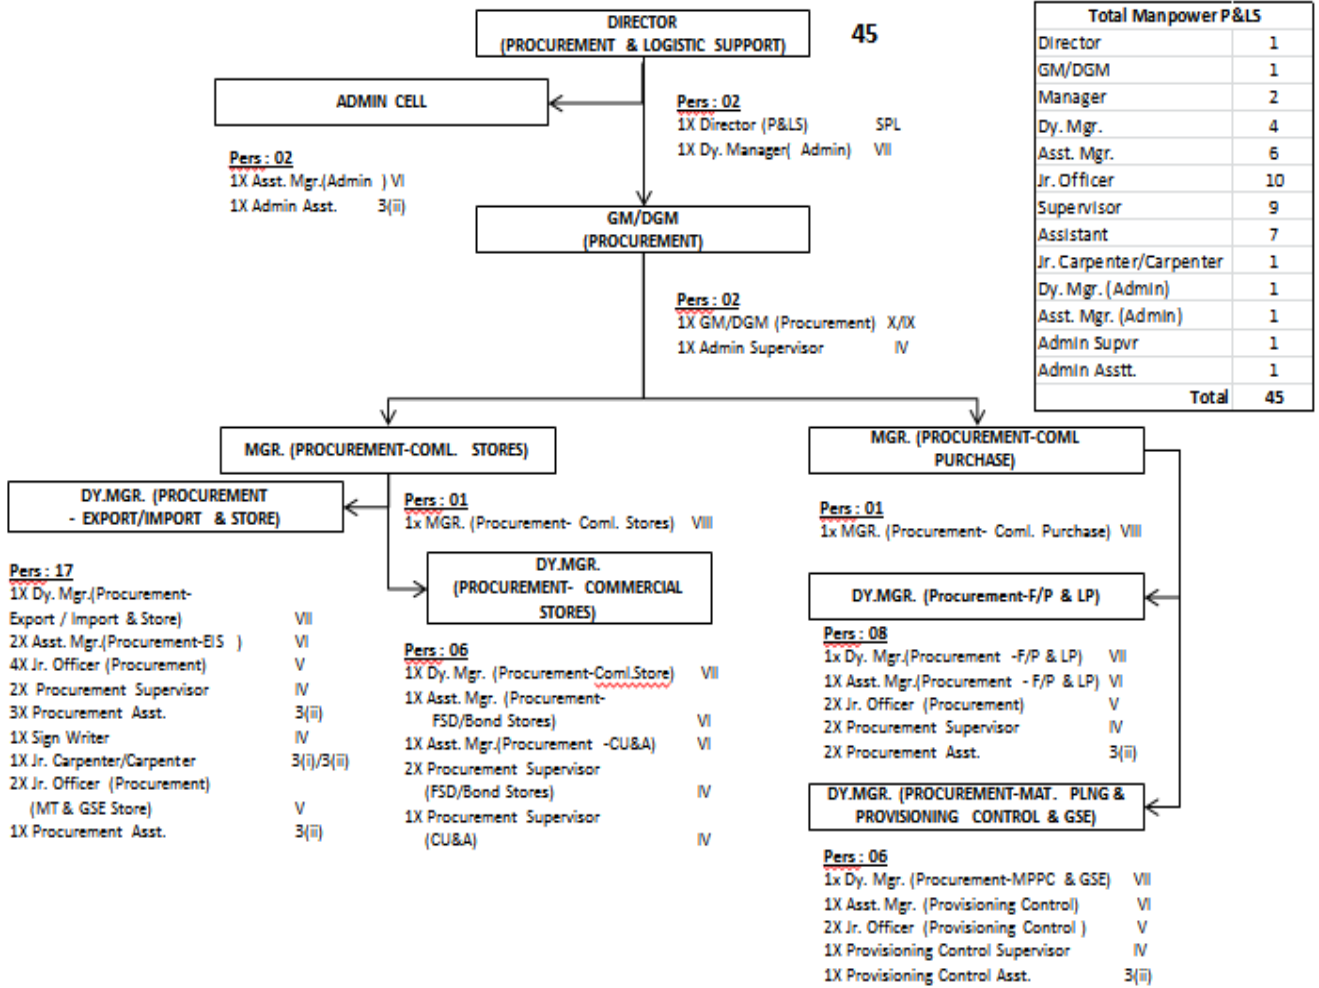 DIRECTOR
(PROCUREMENT & LOGISTIC SUPPORT)
45
ADMIN CELL
Pers : 02
1X Director (P&LS) SPL
1X Dy. Manager( Admin) VII
Pers : 02
1X Asst. Mgr.(Admin ) VI
1X Admin Asst. 3(ii)
GM/DGM
(PROCUREMENT)
Pers : 02
1X GM/DGM (Procurement) X/IX
1X Admin Supervisor IV
Total Manpower P&LS
Director 1
GM/DGM 1
Manager 2
Dy. Mgr. 4
Asst. Mgr. 6
Jr. Officer 10
Supervisor 9
Assistant 7
Jr. Carpenter/Carpenter 1
Dy. Mgr. (Admin) 1
Asst. Mgr. (Admin) 1
Admin Supvr 1
Admin Asstt. 1
Total 45
MGR. (PROCUREMENT-COML. STORES)
Pers : 01
1x MGR. (Procurement- Coml. Stores) VIII
DY.MGR. (PROCUREMENT
- EXPORT/IMPORT & STORE)
Pers : 17
1X Dy. Mgr.(Procurement-
Export / Import & Store) VII
2X Asst. Mgr.(Procurement-EIS ) VI
4X Jr. Officer (Procurement) V
2X Procurement Supervisor IV
3X Procurement Asst. 3(ii)
1X Sign Writer IV
1X Jr. Carpenter/Carpenter 3(i)/3(ii)
2X Jr. Officer (Procurement)
(MT & GSE Store) V
1X Procurement Asst. 3(ii)
DY.MGR.
(PROCUREMENT- COMMERCIAL
STORES)
Pers : 06
1X Dy. Mgr. (Procurement-Coml.Store) VII
1X Asst. Mgr. (Procurement-
FSD/Bond Stores) VI
1X Asst. Mgr.(Procurement -CU&A) VI
2X Procurement Supervisor
(FSD/Bond Stores) IV
1X Procurement Supervisor
(CU&A) IV
MGR. (PROCUREMENT-COML
PURCHASE)
Pers : 01
1x MGR. (Procurement- Coml. Purchase) VIII
DY.MGR. (Procurement-F/P & LP)
Pers : 08
1x Dy. Mgr.(Procurement -F/P & LP) VII
1X Asst. Mgr.(Procurement - F/P & LP) VI
2X Jr. Officer (Procurement) V
2X Procurement Supervisor IV
2X Procurement Asst. 3(ii)
DY.MGR. (PROCUREMENT-MAT. PLNG &
PROVISIONING CONTROL & GSE)
Pers : 06
1x Dy. Mgr. (Procurement-MPPC & GSE) VII
1X Asst. Mgr. (Provisioning Control) VI
2X Jr. Officer (Provisioning Control ) V
1X Provisioning Control Supervisor IV
1X Provisioning Control Asst. 3(ii)